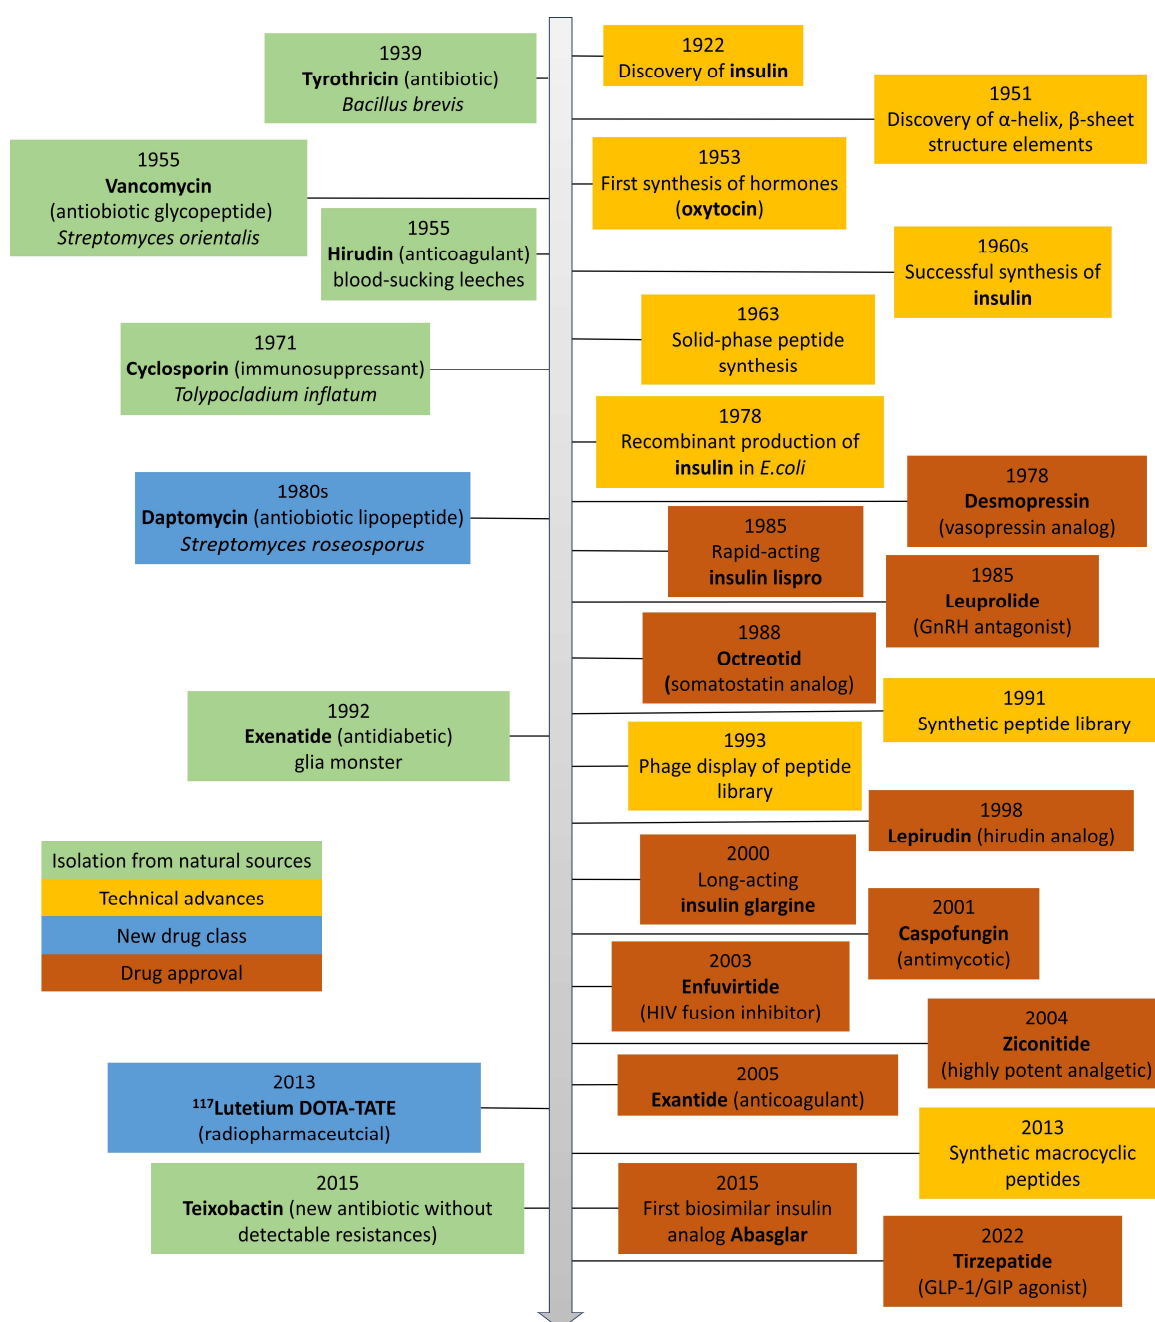 1939
Tyrothricin (antibiotic)
Bacillus brevis
1922
Discovery of insulin
1951
Discovery of α-helix, β-sheet
structure elements
1955
Vancomycin
(antiobiotic glycopeptide)
Streptomyces orientalis
1953
First synthesis of hormones
(oxytocin)
1955
Hirudin (anticoagulant)
blood-sucking leeches
1960s
Successful synthesis of
insulin
1963
Solid-phase peptide
synthesis
1971
Cyclosporin (immunosuppressant)
Tolypocladium inflatum
1978
Recombinant production of
insulin in E.coli
1978
Desmopressin
(vasopressin analog)
1980s
Daptomycin (antiobiotic lipopeptide)
Streptomyces roseosporus
1985
Rapid-acting
insulin lispro
1985
Leuprolide
(GnRH antagonist)
1988
Octreotid
(somatostatin analog)
1991
Synthetic peptide library
1992
Exenatide (antidiabetic)
glia monster
1993
Phage display of peptide
library
1998
Lepirudin (hirudin analog)
2000
Long-acting
insulin glargine
Isolation from natural sources
Technical advances
New drug class
Drug approval
2001
Caspofungin
(antimycotic)
2003
Enfuvirtide
(HIV fusion inhibitor)
2004
Ziconitide
(highly potent analgetic)
2005
Exantide (anticoagulant)
2013
117Lutetium DOTA-TATE
(radiopharmaceutcial)
2013
Synthetic macrocyclic
peptides
2015
Teixobactin (new antibiotic without
detectable resistances)
2015
First biosimilar insulin
analog Abasglar
2022
Tirzepatide
(GLP-1/GIP agonist)